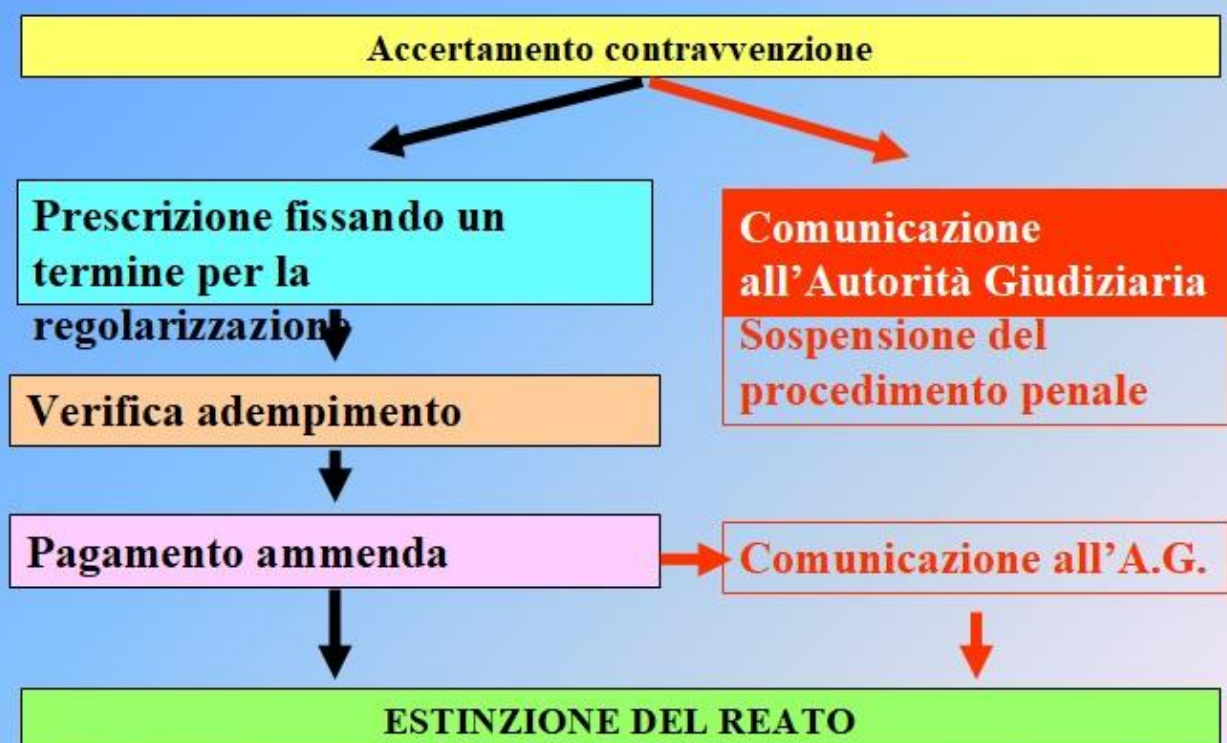 Accertamento contravvenzione
Prescrizione fissando un
termine per la
regolarizzazione
Comunicazione
all’Autorità Giudiziaria
Sospensione del
procedimento penale
Verifica adempimento
Pagamento ammenda
Comunicazione all’A.G.
ESTINZIONE DEL REATO